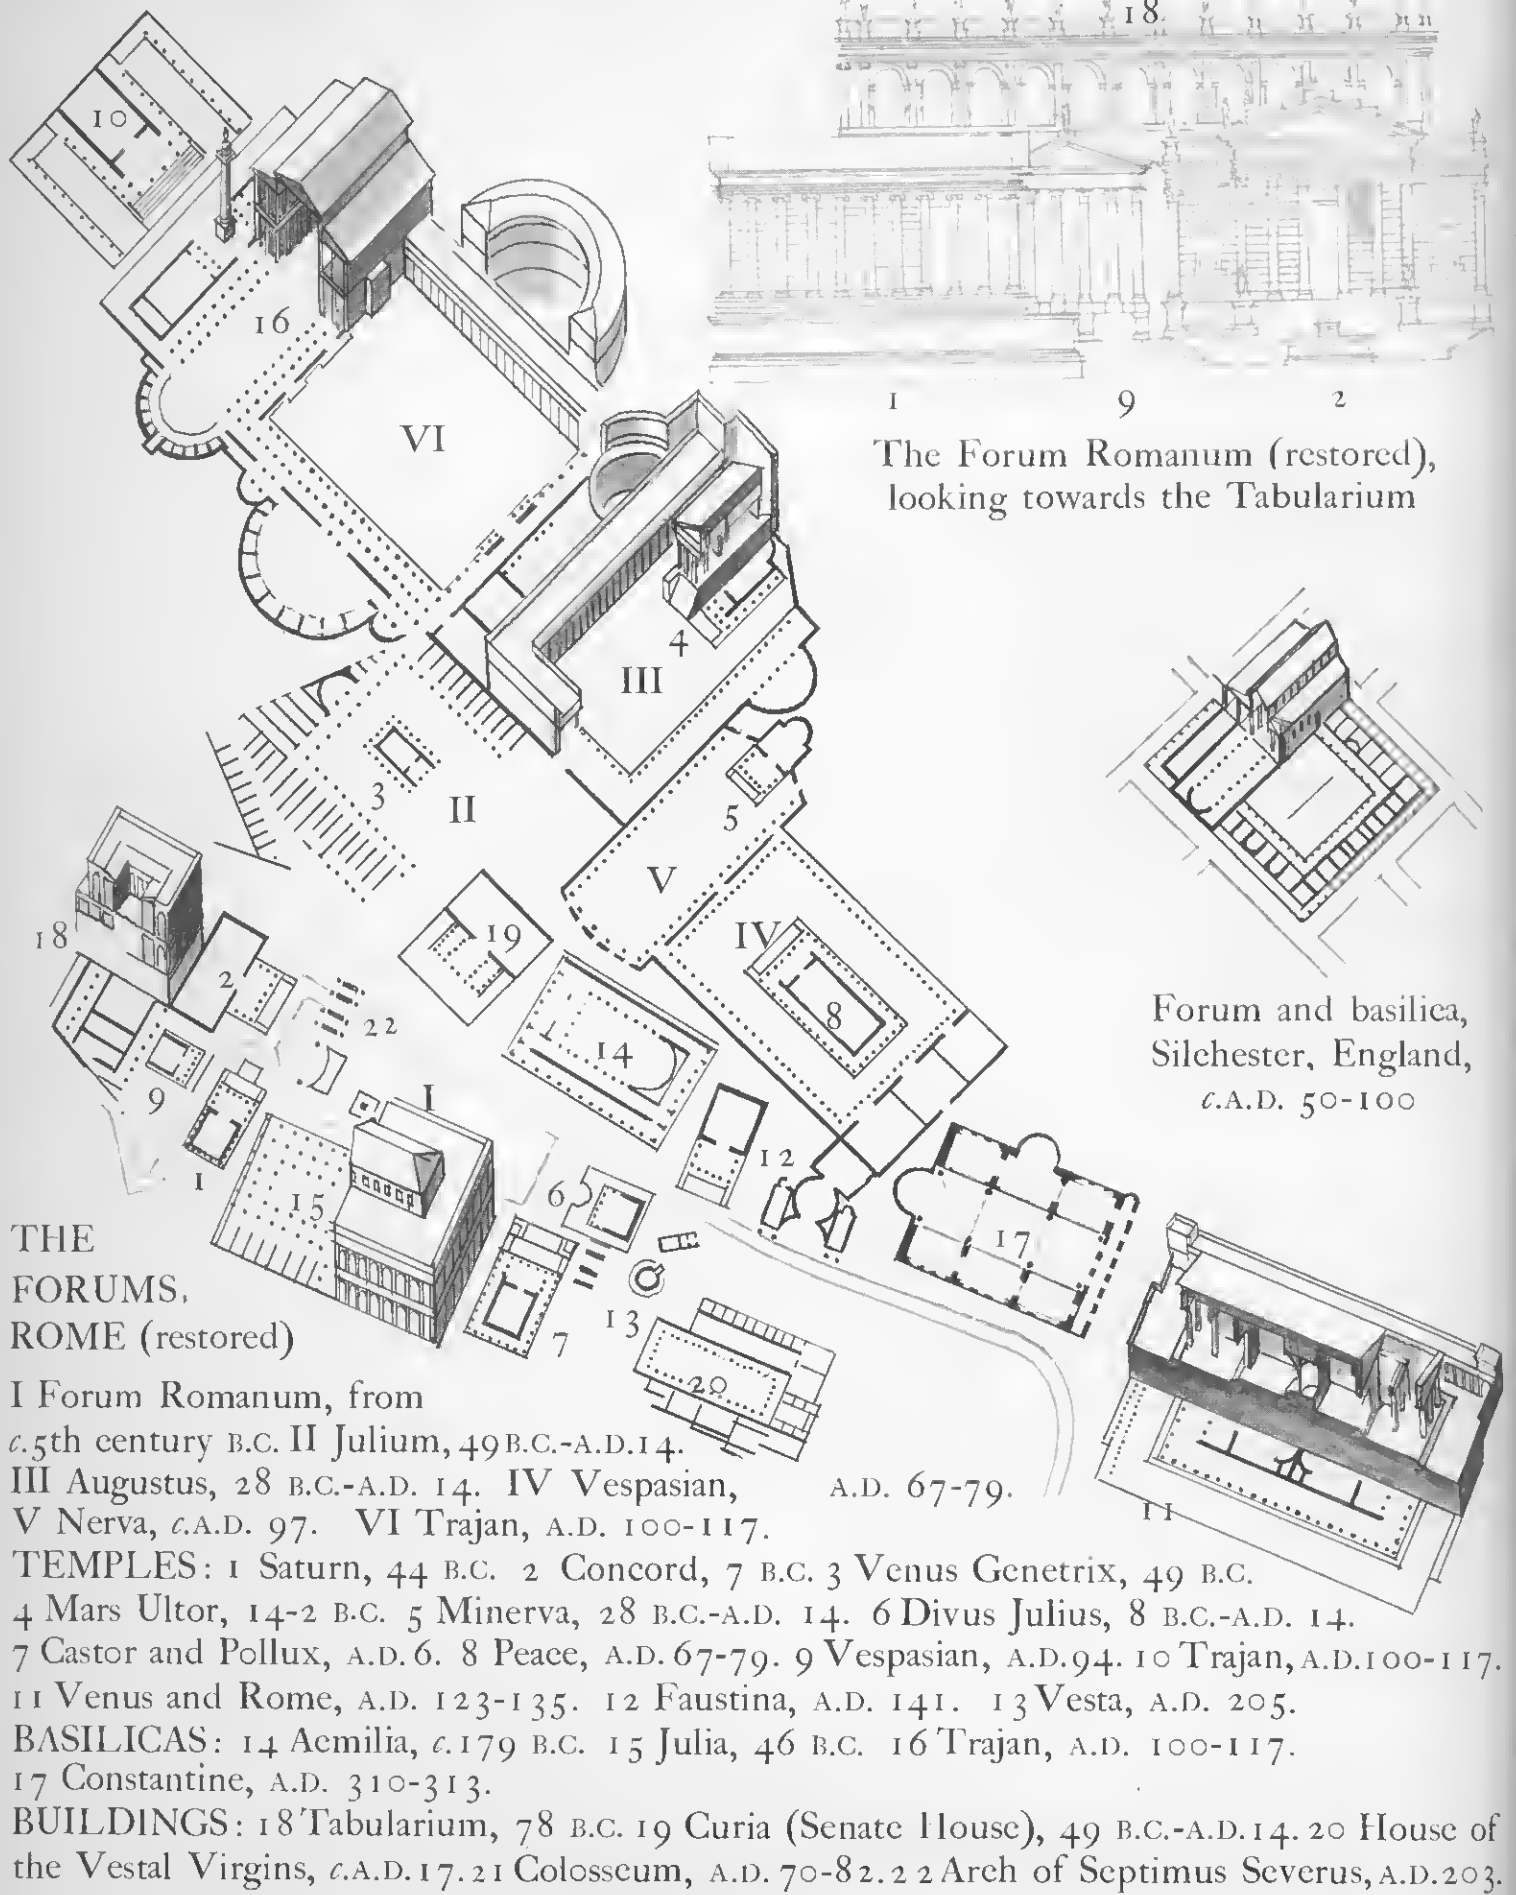 18
10
16
VI
1 9 2
The Forum Romanum (restored),
looking towards the Tabularium
4
III
3
II
5
V
18
19
IV
2
8
22
14
Forum and basilica,
Silchester, England,
c.A.D. 50-100
9
I
1
12
6
15
17
13
7
20
11
THE
FORUMS,
ROME (restored)
I Forum Romanum, from
c.5th century B.C. II Julium, 49 B.C.-A.D. 14.
III Augustus, 28 B.C.-A.D. 14. IV Vespasian, A.D. 67-79.
V Nerva, c.A.D. 97. VI Trajan, A.D. 100-117.
TEMPLES: 1 Saturn, 44 B.C. 2 Concord, 7 B.C. 3 Venus Genetrix, 49 B.C.
4 Mars Ultor, 14-2 B.C. 5 Minerva, 28 B.C.-A.D. 14. 6 Divus Julius, 8 B.C.-A.D. 14.
7 Castor and Pollux, A.D. 6. 8 Peace, A.D. 67-79. 9 Vespasian, A.D. 94. 10 Trajan, A.D. 100-117.
11 Venus and Rome, A.D. 123-135. 12 Faustina, A.D. 141. 13 Vesta, A.D. 205.
BASILICAS: 14 Aemilia, c.179 B.C. 15 Julia, 46 B.C. 16 Trajan, A.D. 100-117.
17 Constantine, A.D. 310-313.
BUILDINGS: 18 Tabularium, 78 B.C. 19 Curia (Senate House), 49 B.C.-A.D. 14. 20 House of
the Vestal Virgins, c.A.D. 17. 21 Colosseum, A.D. 70-82. 22 Arch of Septimus Severus, A.D. 203.